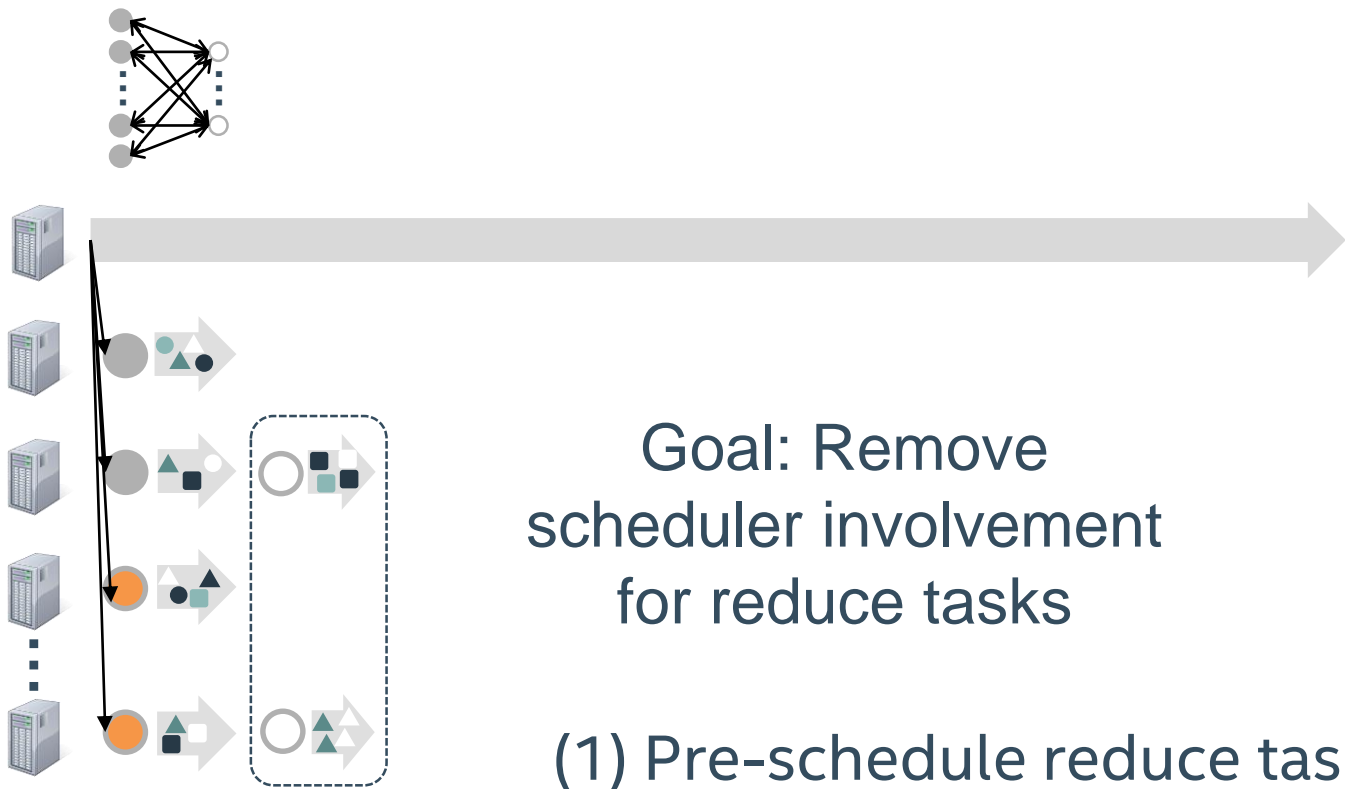 Goal: Remove
scheduler involvement
for reduce tasks
(1) Pre-schedule reduce tas